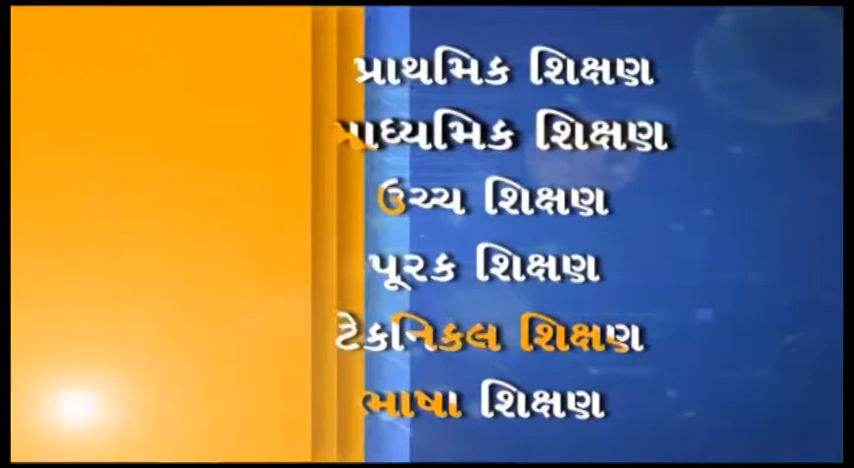 પ્રાથમિક શિક્ષણ
માધ્યમિક શિક્ષણ
ઉચ્ચ શિક્ષણ
પૂરક શિક્ષણ
ટેકનિકલ શિક્ષણ
ભાષા શિક્ષણ